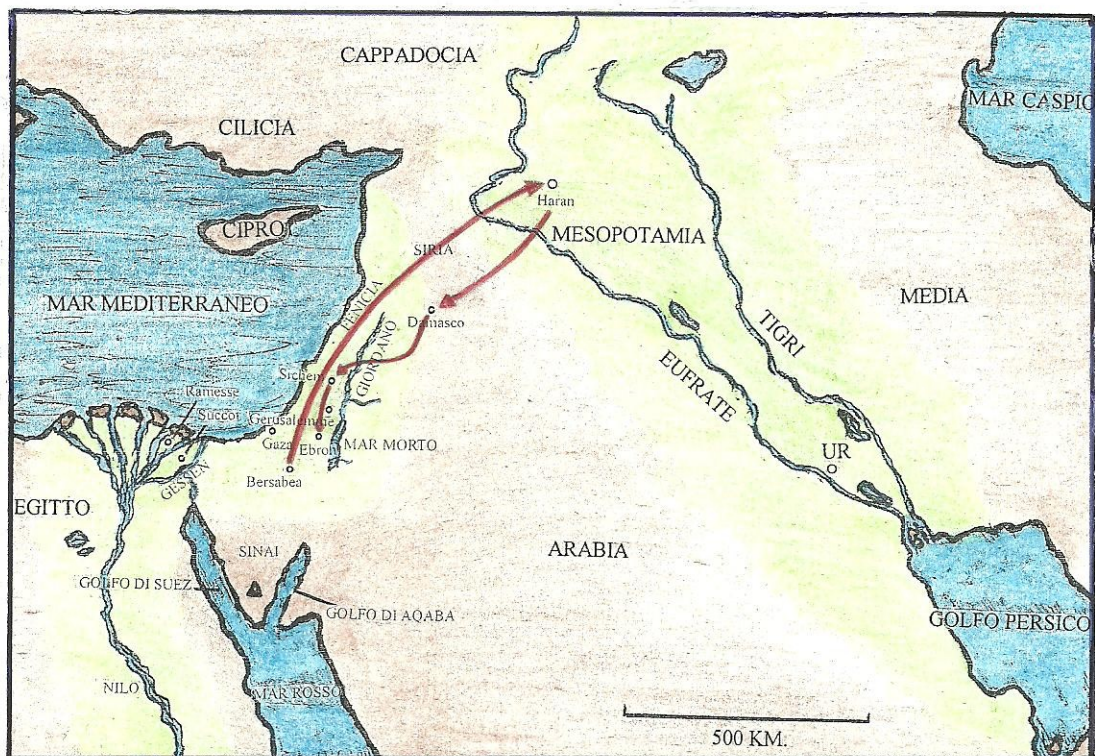 CAPPADOCIA
MAR CASPIO
CILICIA
Haran
CIPRO
MESOPOTAMIA
SIRIA
MAR MEDITERRANEO
MEDIA
FENICIA
Damasco
TIGRI
GIORDANO
EUFRATE
Sichem
Ramesse
Succot
Gerusalemme
Gaza
Ebron
MAR MORTO
UR
GESSEN
Bersabea
EGITTO
SINAI
ARABIA
GOLFO DI SUEZ
GOLFO DI AQABA
GOLFO PERSICO
NILO
MAR ROSSO
500 KM.